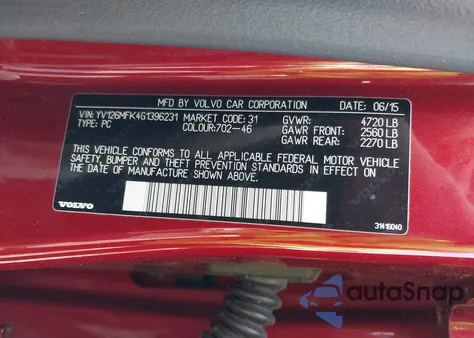 MFD BY VOLVO CAR CORPORATION DATE: 06/15
VIN: YV126MFK4G1396231 MARKET CODE: 31 GVWR: 4720 LB
TYPE: PC COLOUR: 702-46 GAWR FRONT: 2560 LB
GAWR REAR: 2270 LB
THIS VEHICLE CONFORMS TO ALL APPLICABLE FEDERAL MOTOR VEHICLE
SAFETY, BUMPER AND THEFT PREVENTION STANDARDS IN EFFECT ON
THE DATE OF MANUFACTURE SHOWN ABOVE.
VOLVO
31416040
autoSnap